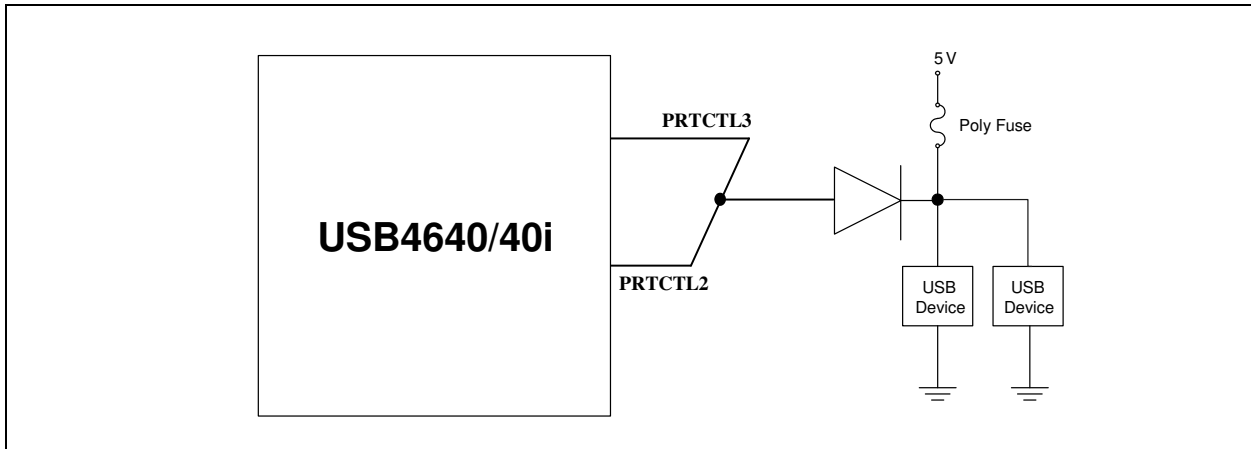 5 V
Poly Fuse
PRTCTL3
USB4640/40i
PRTCTL2
USB
Device
USB
Device